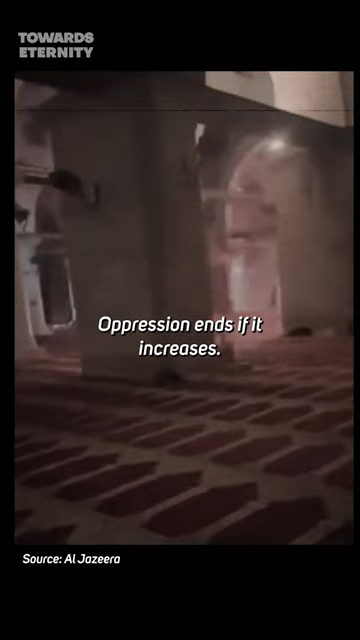 TOWARDS
ETERNITY
Oppression ends if it
increases.
Source: Al Jazeera